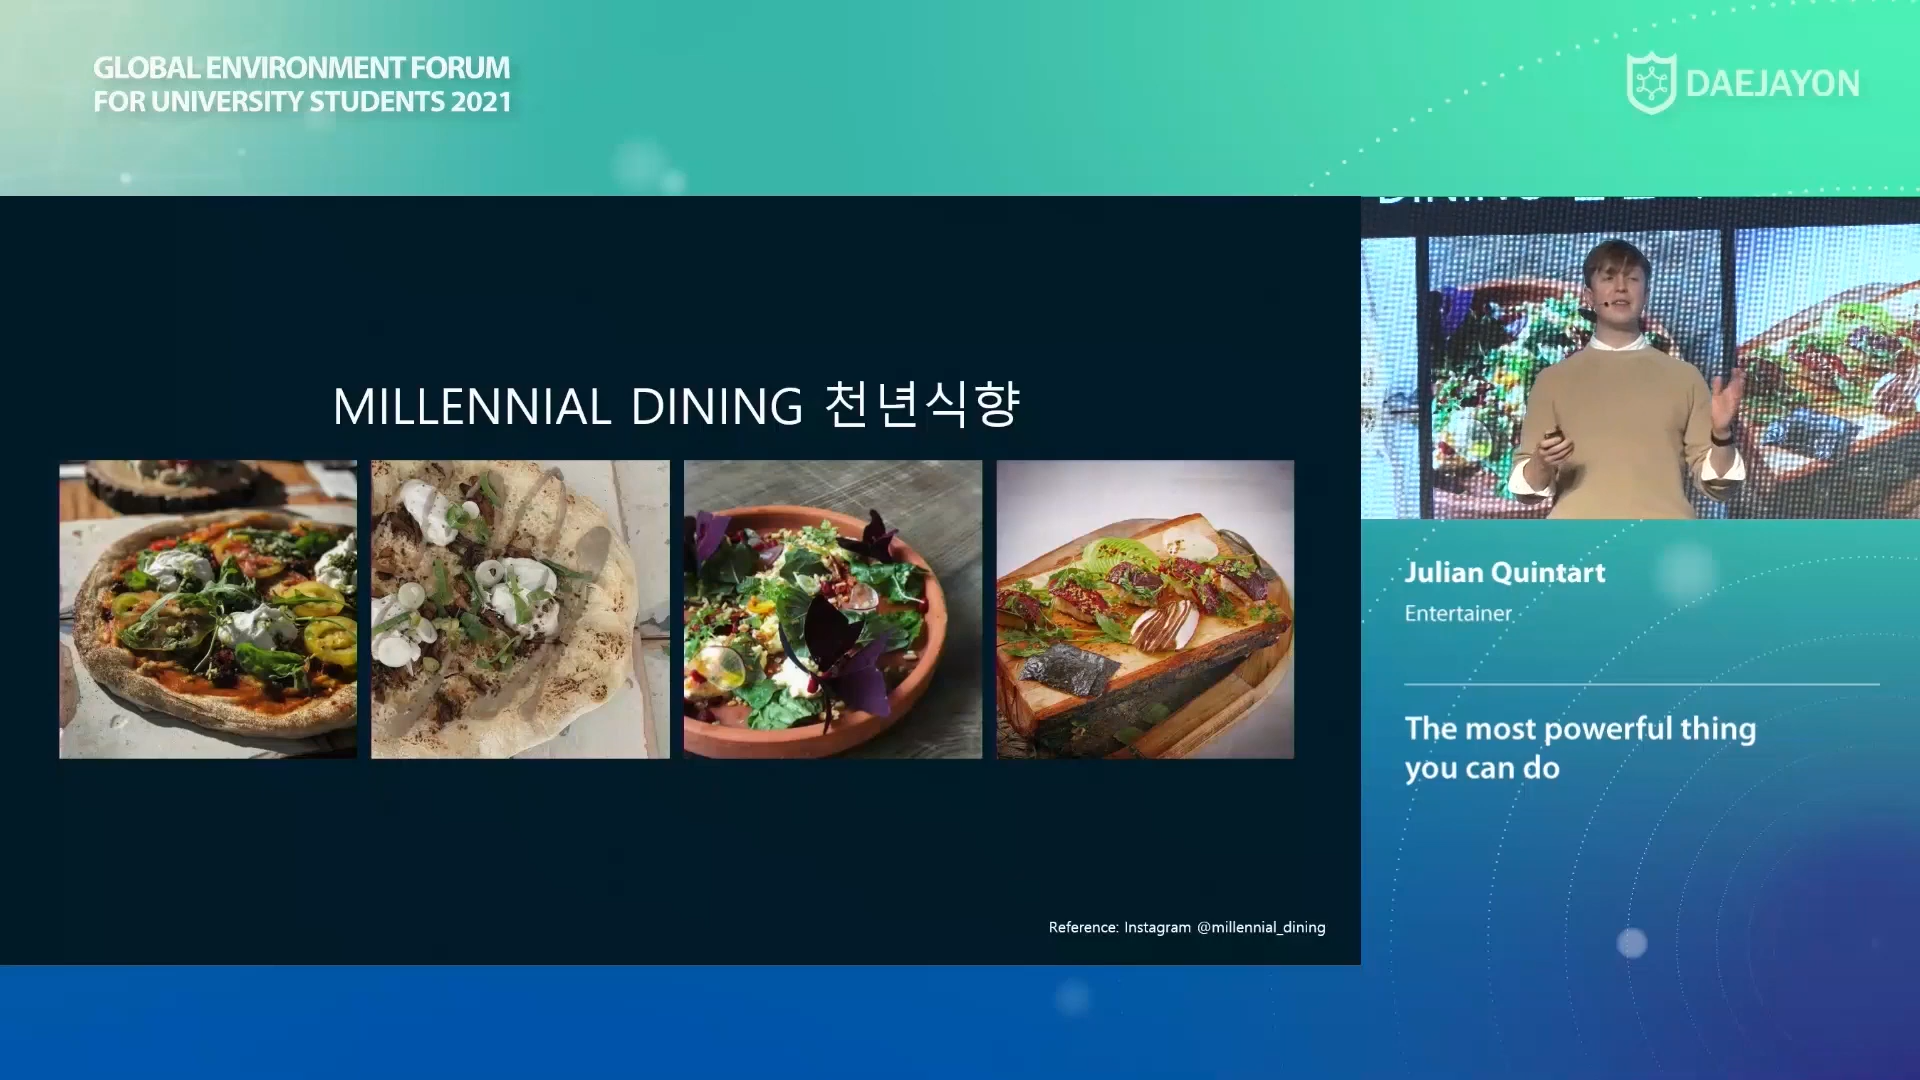 GLOBAL ENVIRONMENT FORUM
FOR UNIVERSITY STUDENTS 2021
DAEJAYON
MILLENNIAL DINING 천년식향
Reference: Instagram @millennial_dining
DINING
Julian Quintart
Entertainer
The most powerful thing
you can do